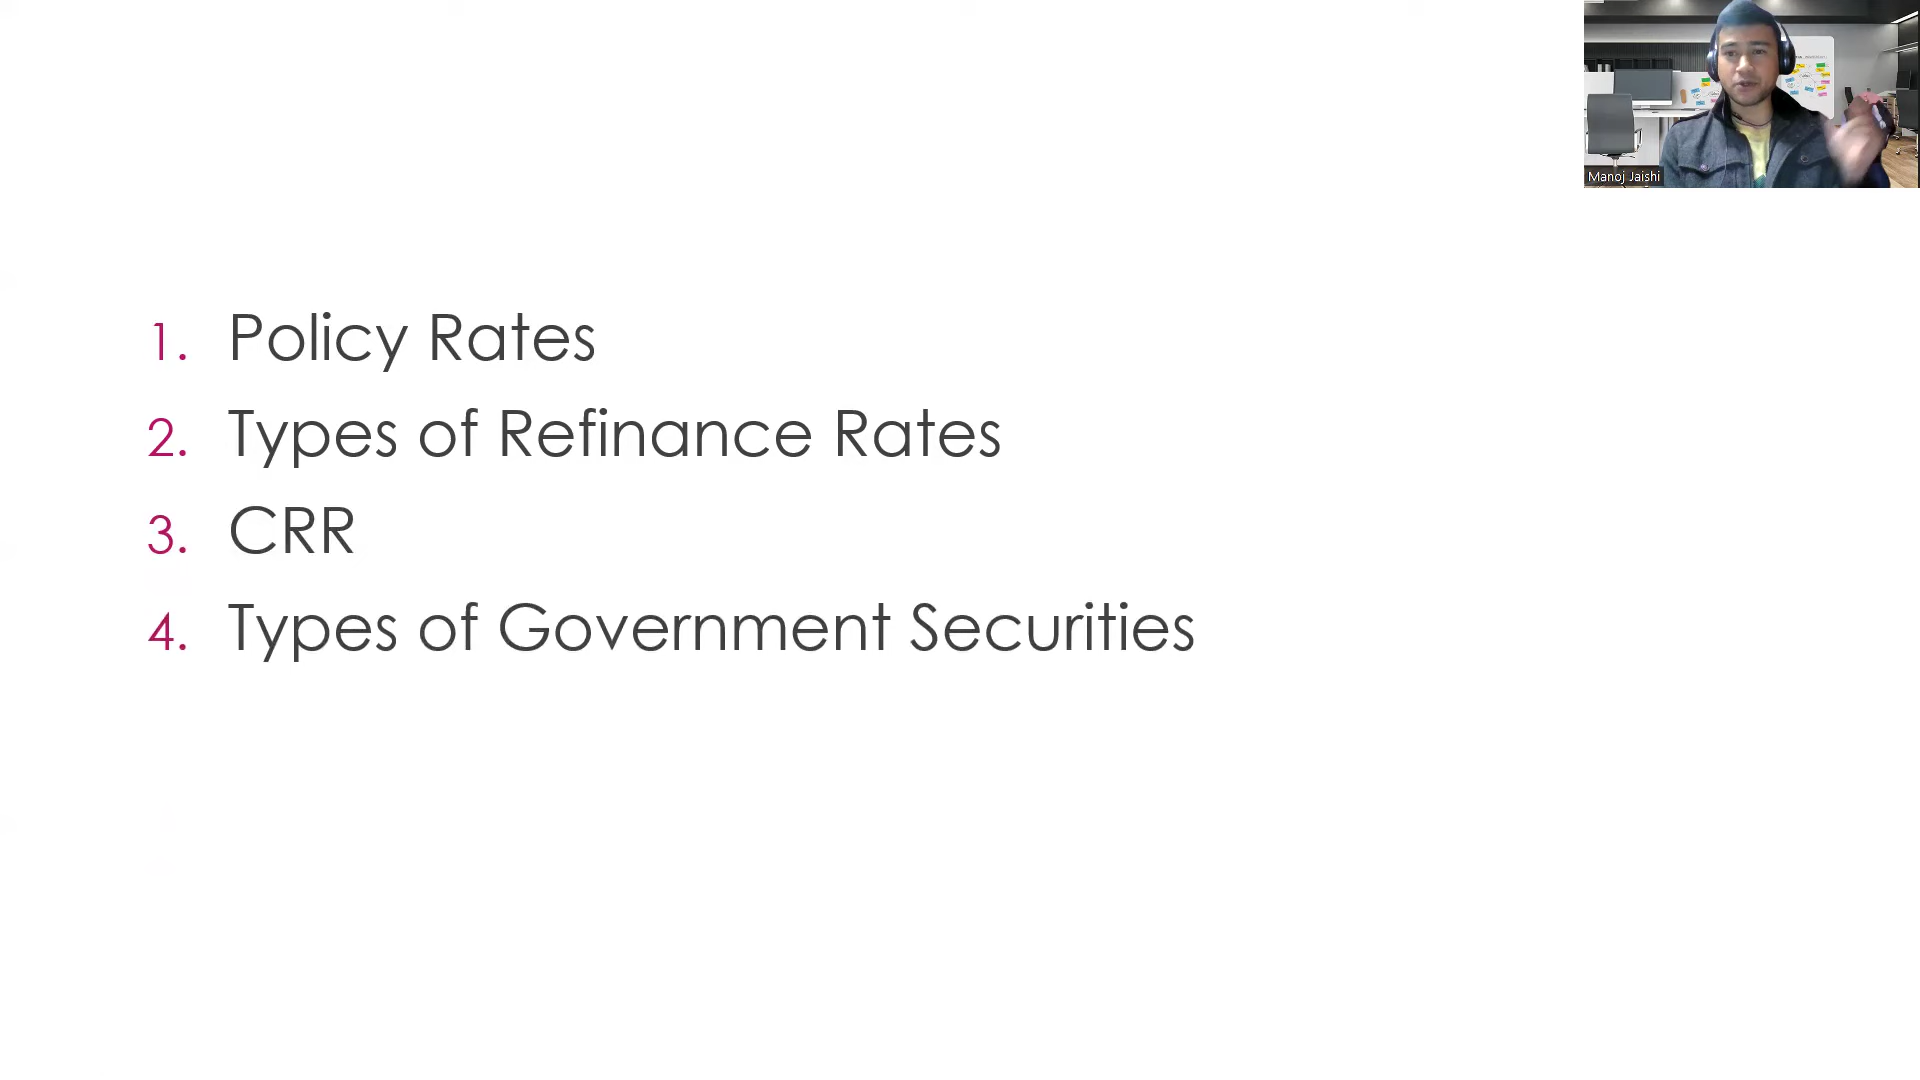 Manoj Jaishi
1. Policy Rates
2. Types of Refinance Rates
3. CRR
4. Types of Government Securities